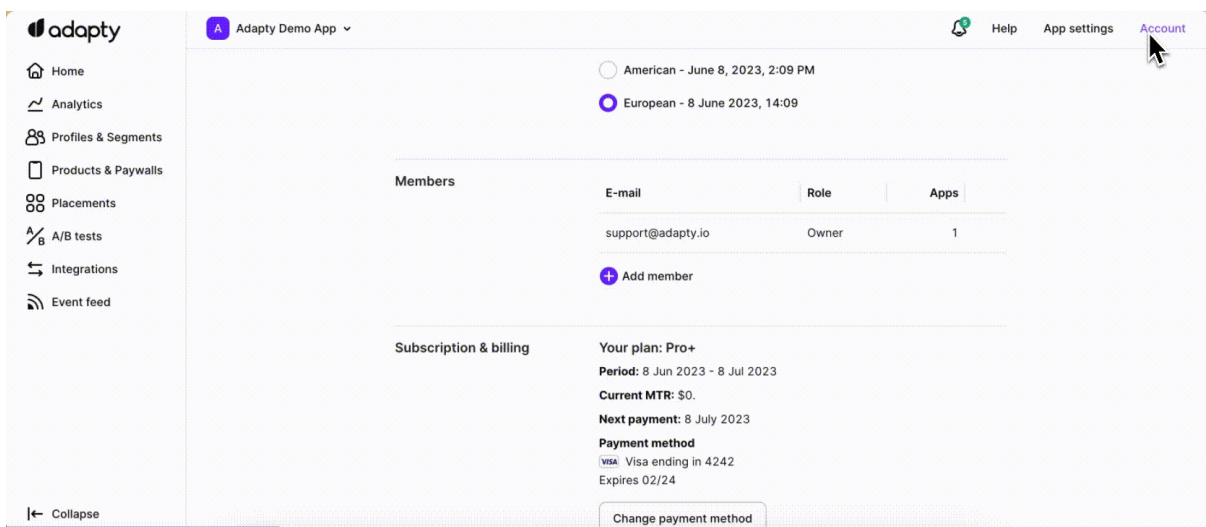 adapty
A Adapty Demo App
5
Help
App settings
Account
Home
Analytics
Profiles & Segments
Products & Paywalls
Placements
A/B A/B tests
Integrations
Event feed
Collapse
American - June 8, 2023, 2:09 PM
European - 8 June 2023, 14:09
Members
E-mail Role Apps
support@adapty.io Owner 1
Add member
Subscription & billing
Your plan: Pro+
Period: 8 Jun 2023 - 8 Jul 2023
Current MTR: $0.
Next payment: 8 July 2023
Payment method
VISA Visa ending in 4242
Expires 02/24
Change payment method